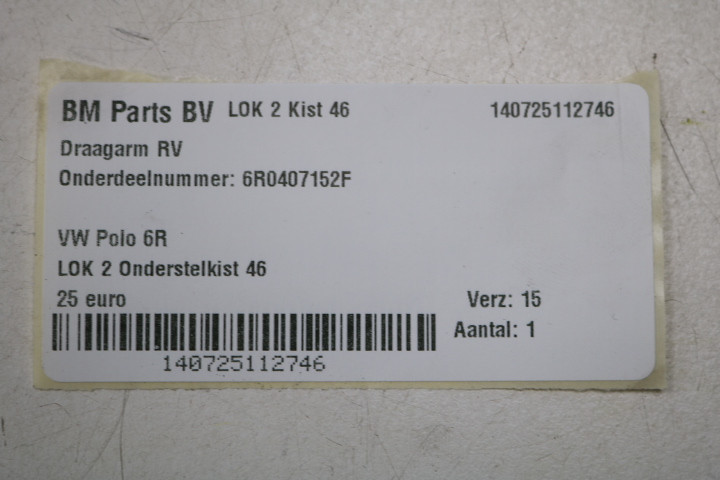 BM Parts BV LOK 2 Kist 46 140725112746
Draagarm RV
Onderdeelnummer: 6R0407152F
VW Polo 6R
LOK 2 Onderstelkist 46
25 euro Verz: 15
Aantal: 1
140725112746